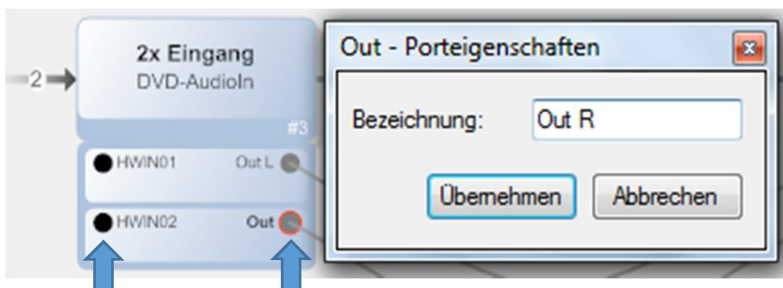 2
2x Eingang
DVD-AudioIn
#3
HWIN01 Out L
HWIN02 Out
Out - Porteigenschaften
Bezeichnung: Out R
Übernehmen Abbrechen